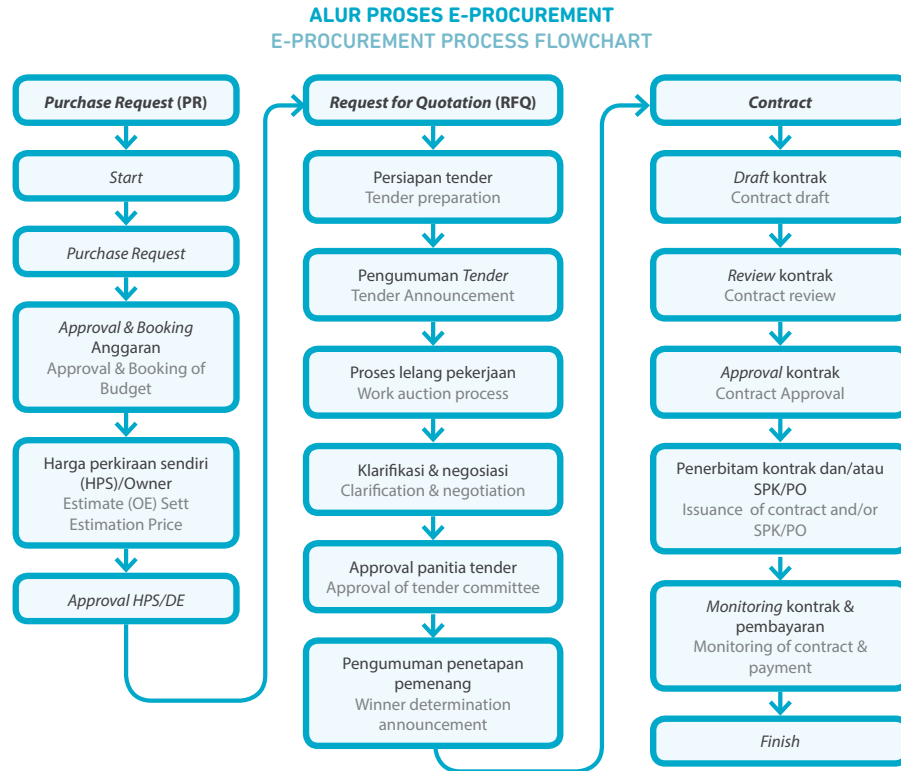 ALUR PROSES E-PROCUREMENT
E-PROCUREMENT PROCESS FLOWCHART
Purchase Request (PR)
Start
Purchase Request
Approval & Booking
Anggaran
Approval & Booking of
Budget
Harga perkiraan sendiri
(HPS)/Owner
Estimate (OE) Sett
Estimation Price
Approval HPS/DE
Request for Quotation (RFQ)
Persiapan tender
Tender preparation
Pengumuman Tender
Tender Announcement
Proses lelang pekerjaan
Work auction process
Klarifikasi & negosiasi
Clarification & negotiation
Approval panitia tender
Approval of tender committee
Pengumuman penetapan
pemenang
Winner determination
announcement
Contract
Draft kontrak
Contract draft
Review kontrak
Contract review
Approval kontrak
Contract Approval
Penerbitam kontrak dan/atau
SPK/PO
Issuance of contract and/or
SPK/PO
Monitoring kontrak &
pembayaran
Monitoring of contract &
payment
Finish